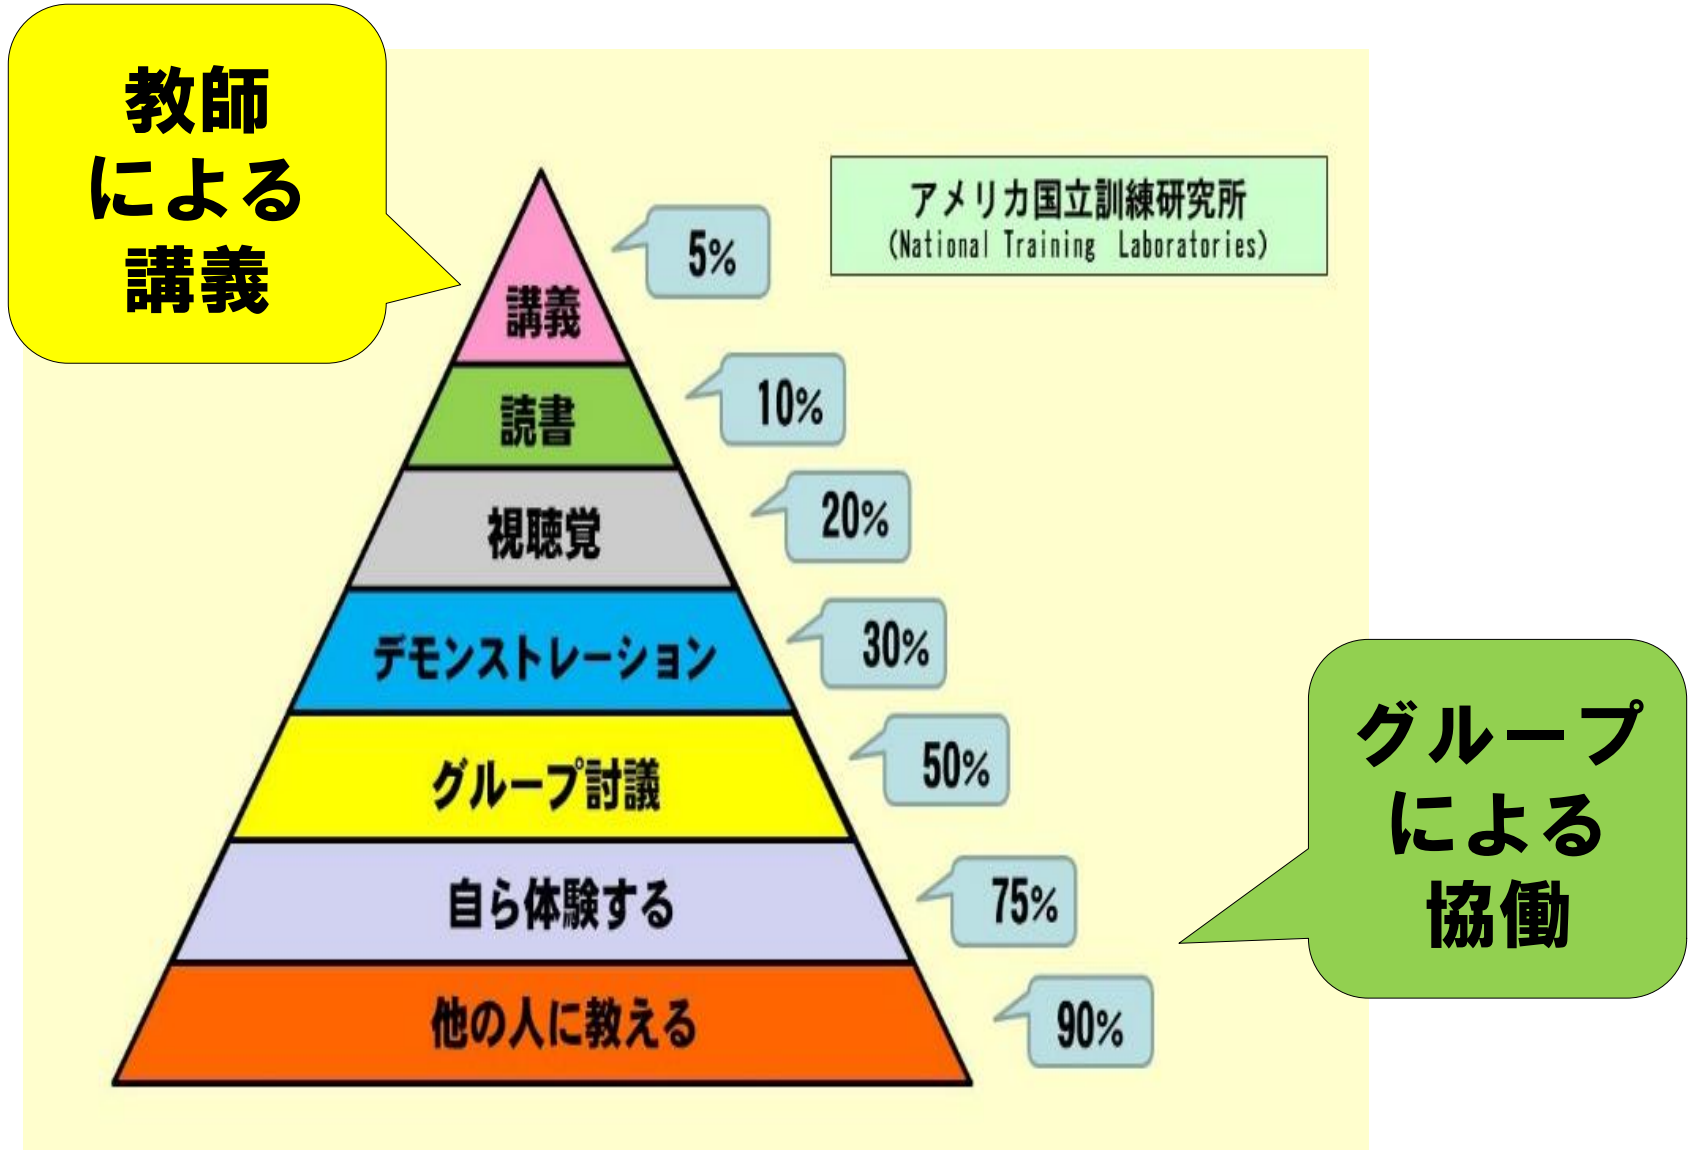 教師
による
講義
アメリカ国立訓練研究所
(National Training Laboratories)
講義
5%
読書
10%
視聴覚
20%
デモンストレーション
30%
グループ討議
50%
自ら体験する
75%
他の人に教える
90%
グループ
による
協働